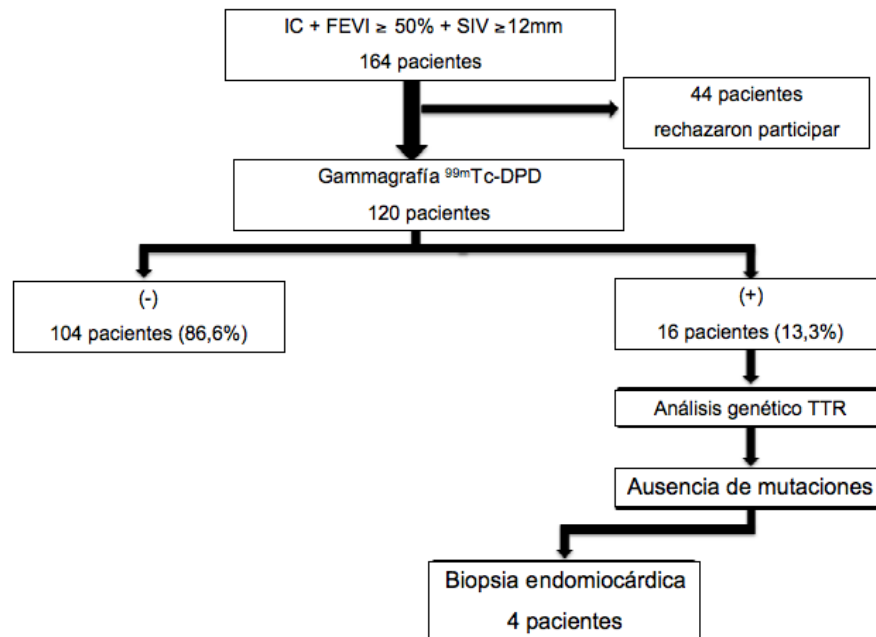 IC + FEVI ≥ 50% + SIV ≥12mm
164 pacientes
44 pacientes
rechazaron participar
Gammagrafía ⁹⁹ᵐTc-DPD
120 pacientes
(-)
104 pacientes (86,6%)
(+)
16 pacientes (13,3%)
Análisis genético TTR
Ausencia de mutaciones
Biopsia endomiocárdica
4 pacientes